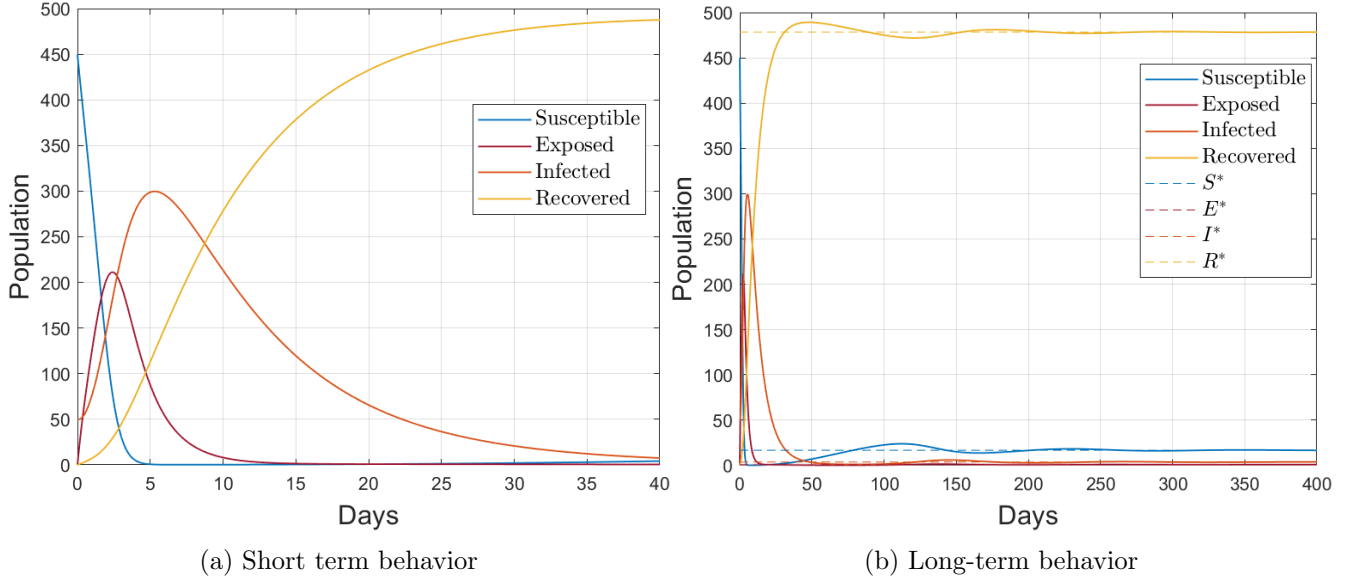 500
450
400
350
300
250
200
150
100
50
0
Population
0 5 10 15 20 25 30 35 40
Days
Susceptible
Exposed
Infected
Recovered
(a) Short term behavior
500
450
400
350
300
250
200
150
100
50
0
Population
0 50 100 150 200 250 300 350 400
Days
Susceptible
Exposed
Infected
Recovered
S*
E*
I*
R*
(b) Long-term behavior